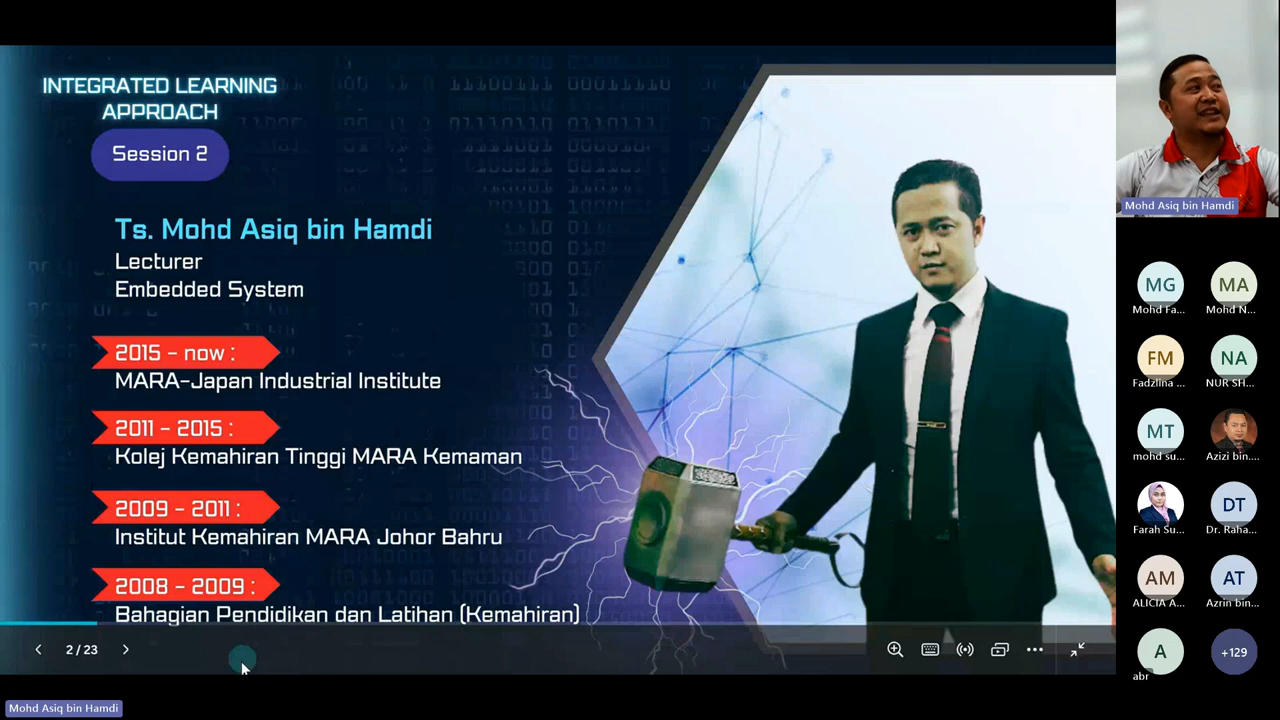 INTEGRATED LEARNING
APPROACH
Session 2
Ts. Mohd Asiq bin Hamdi
Lecturer
Embedded System
2015 - now :
MARA-Japan Industrial Institute
2011 - 2015 :
Kolej Kemahiran Tinggi MARA Kemaman
2009 - 2011 :
Institut Kemahiran MARA Johor Bahru
2008 - 2009 :
Bahagian Pendidikan dan Latihan (Kemahiran)
2 / 23
Mohd Asiq bin Hamdi
Mohd Asiq bin Hamdi
MG MA
Mohd Fa... Mohd N...
FM NA
Fadzlina ... NUR SH...
MT
mohd su... Azizi bin....
DT
Farah Su... Dr. Raha...
AM AT
ALICIA A... Azrin bin...
A +129
abr